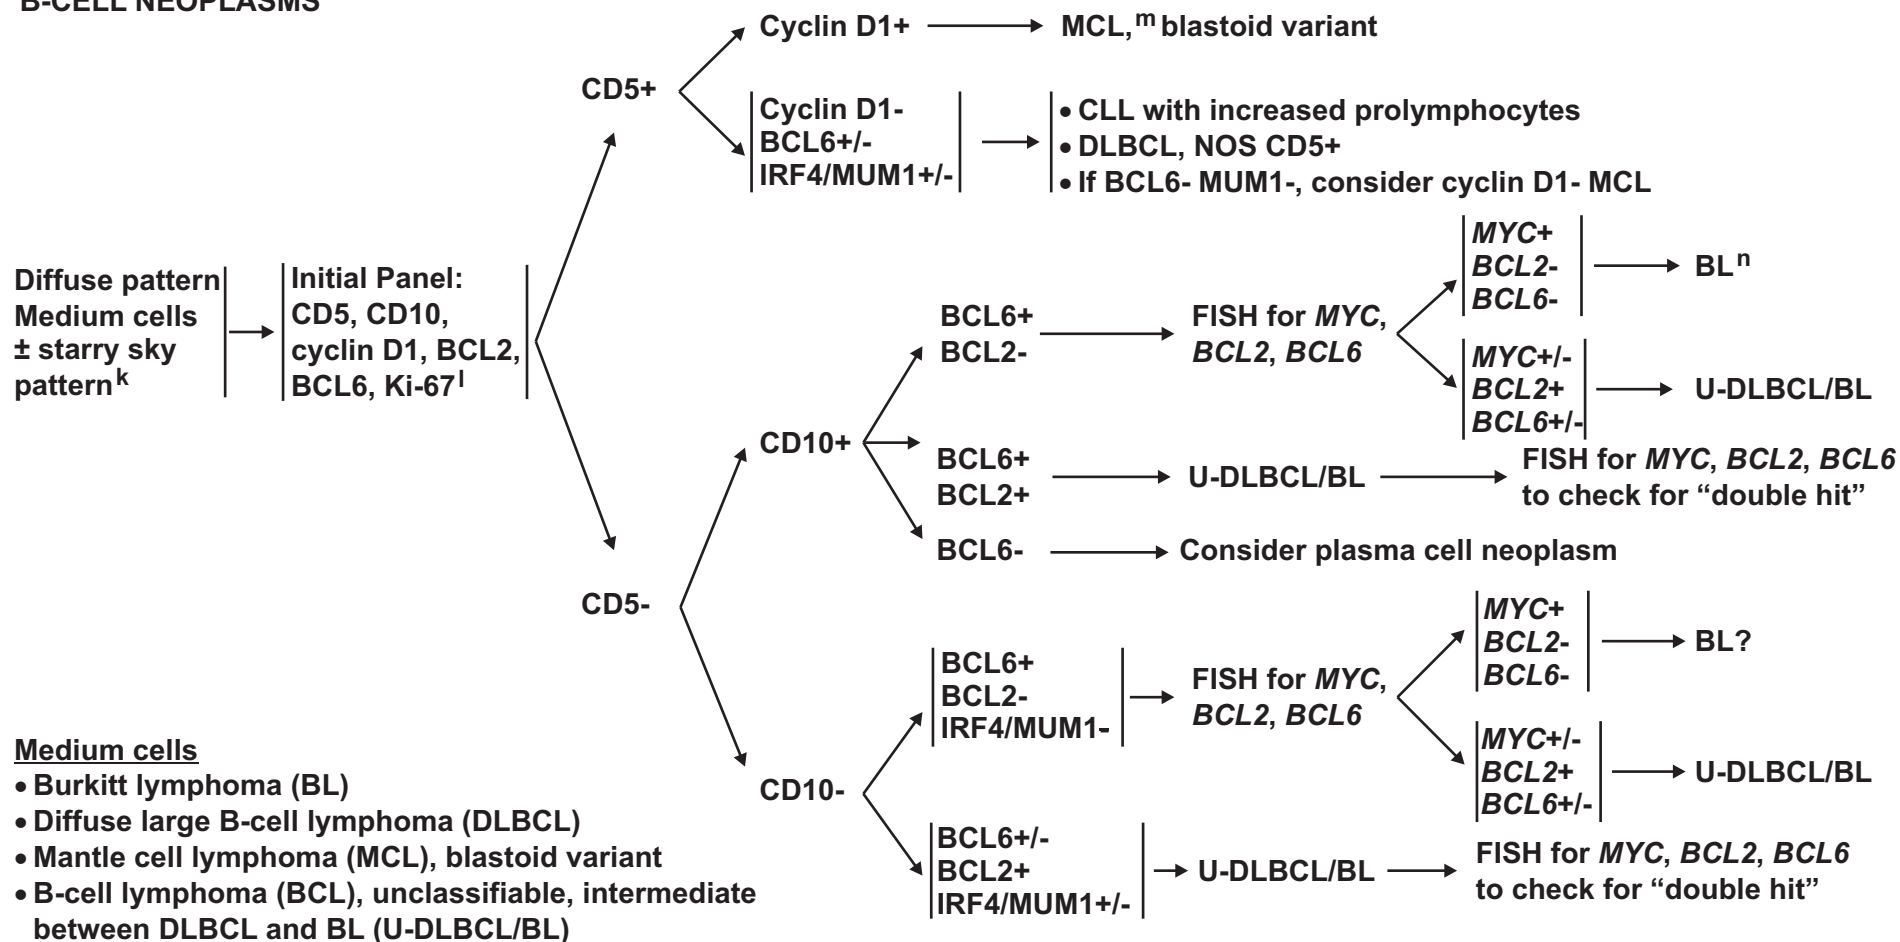 B-CELL NEOPLASMS
Cyclin D1+
MCL,m blastoid variant
CD5+
Cyclin D1-
BCL6+/-
IRF4/MUM1+/-
• CLL with increased prolymphocytes
• DLBCL, NOS CD5+
• If BCL6- MUM1-, consider cyclin D1- MCL
Diffuse pattern
Medium cells
± starry sky
patternk
Initial Panel:
CD5, CD10,
cyclin D1, BCL2,
BCL6, Ki-67l
BCL6+
BCL2-
FISH for MYC,
BCL2, BCL6
MYC+
BCL2-
BCL6-
BLn
MYC+/-
BCL2+
BCL6+/-
U-DLBCL/BL
CD10+
BCL6+
BCL2+
U-DLBCL/BL
FISH for MYC, BCL2, BCL6
to check for “double hit”
BCL6-
Consider plasma cell neoplasm
CD5-
BCL6+
BCL2-
IRF4/MUM1-
FISH for MYC,
BCL2, BCL6
MYC+
BCL2-
BCL6-
BL?
MYC+/-
BCL2+
BCL6+/-
U-DLBCL/BL
CD10-
BCL6+/-
BCL2+
IRF4/MUM1+/-
U-DLBCL/BL
FISH for MYC, BCL2, BCL6
to check for “double hit”
Medium cells
• Burkitt lymphoma (BL)
• Diffuse large B-cell lymphoma (DLBCL)
• Mantle cell lymphoma (MCL), blastoid variant
• B-cell lymphoma (BCL), unclassifiable, intermediate
between DLBCL and BL (U-DLBCL/BL)